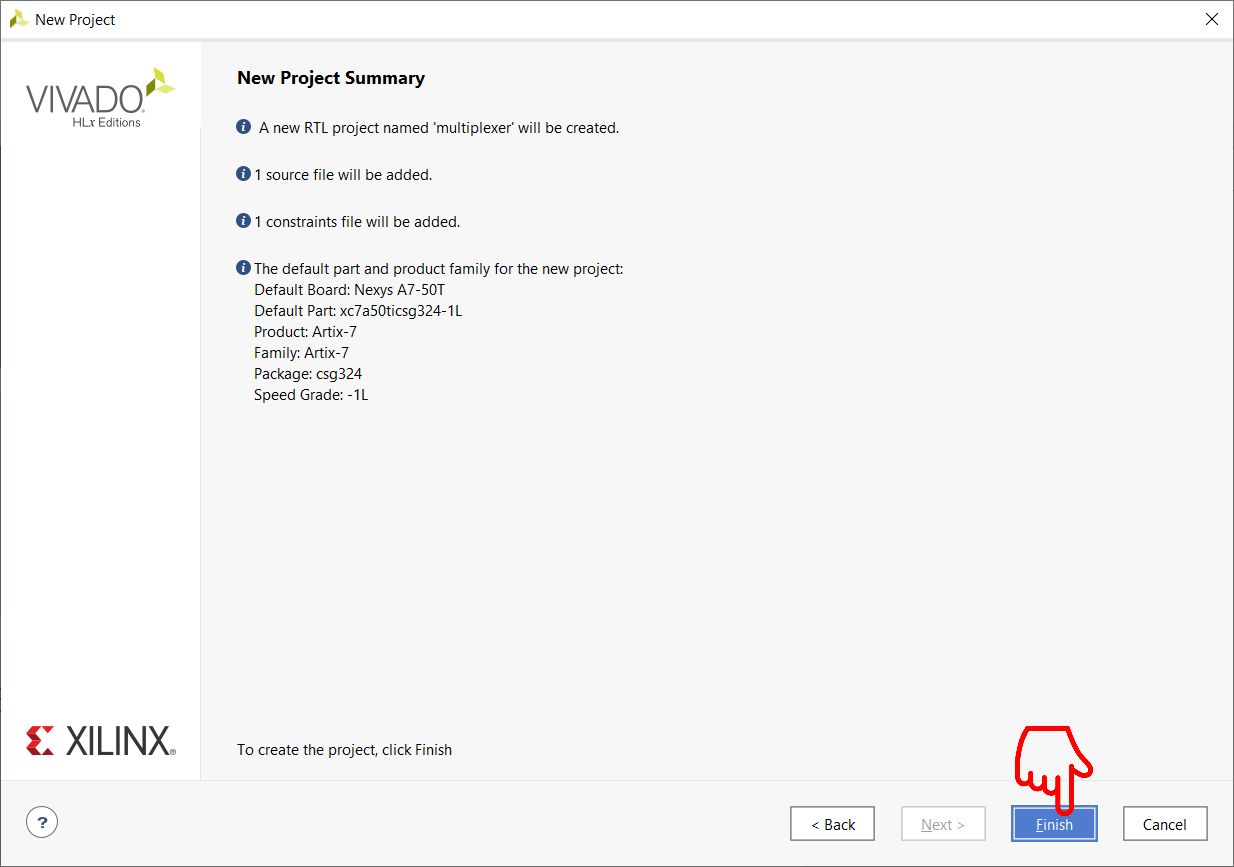 New Project
VIVADO
HLx Editions
New Project Summary
A new RTL project named 'multiplexer' will be created.
1 source file will be added.
1 constraints file will be added.
The default part and product family for the new project:
Default Board: Nexys A7-50T
Default Part: xc7a50ticsg324-1L
Product: Artix-7
Family: Artix-7
Package: csg324
Speed Grade: -1L
XILINX®
To create the project, click Finish
?
< Back
Next >
Finish
Cancel